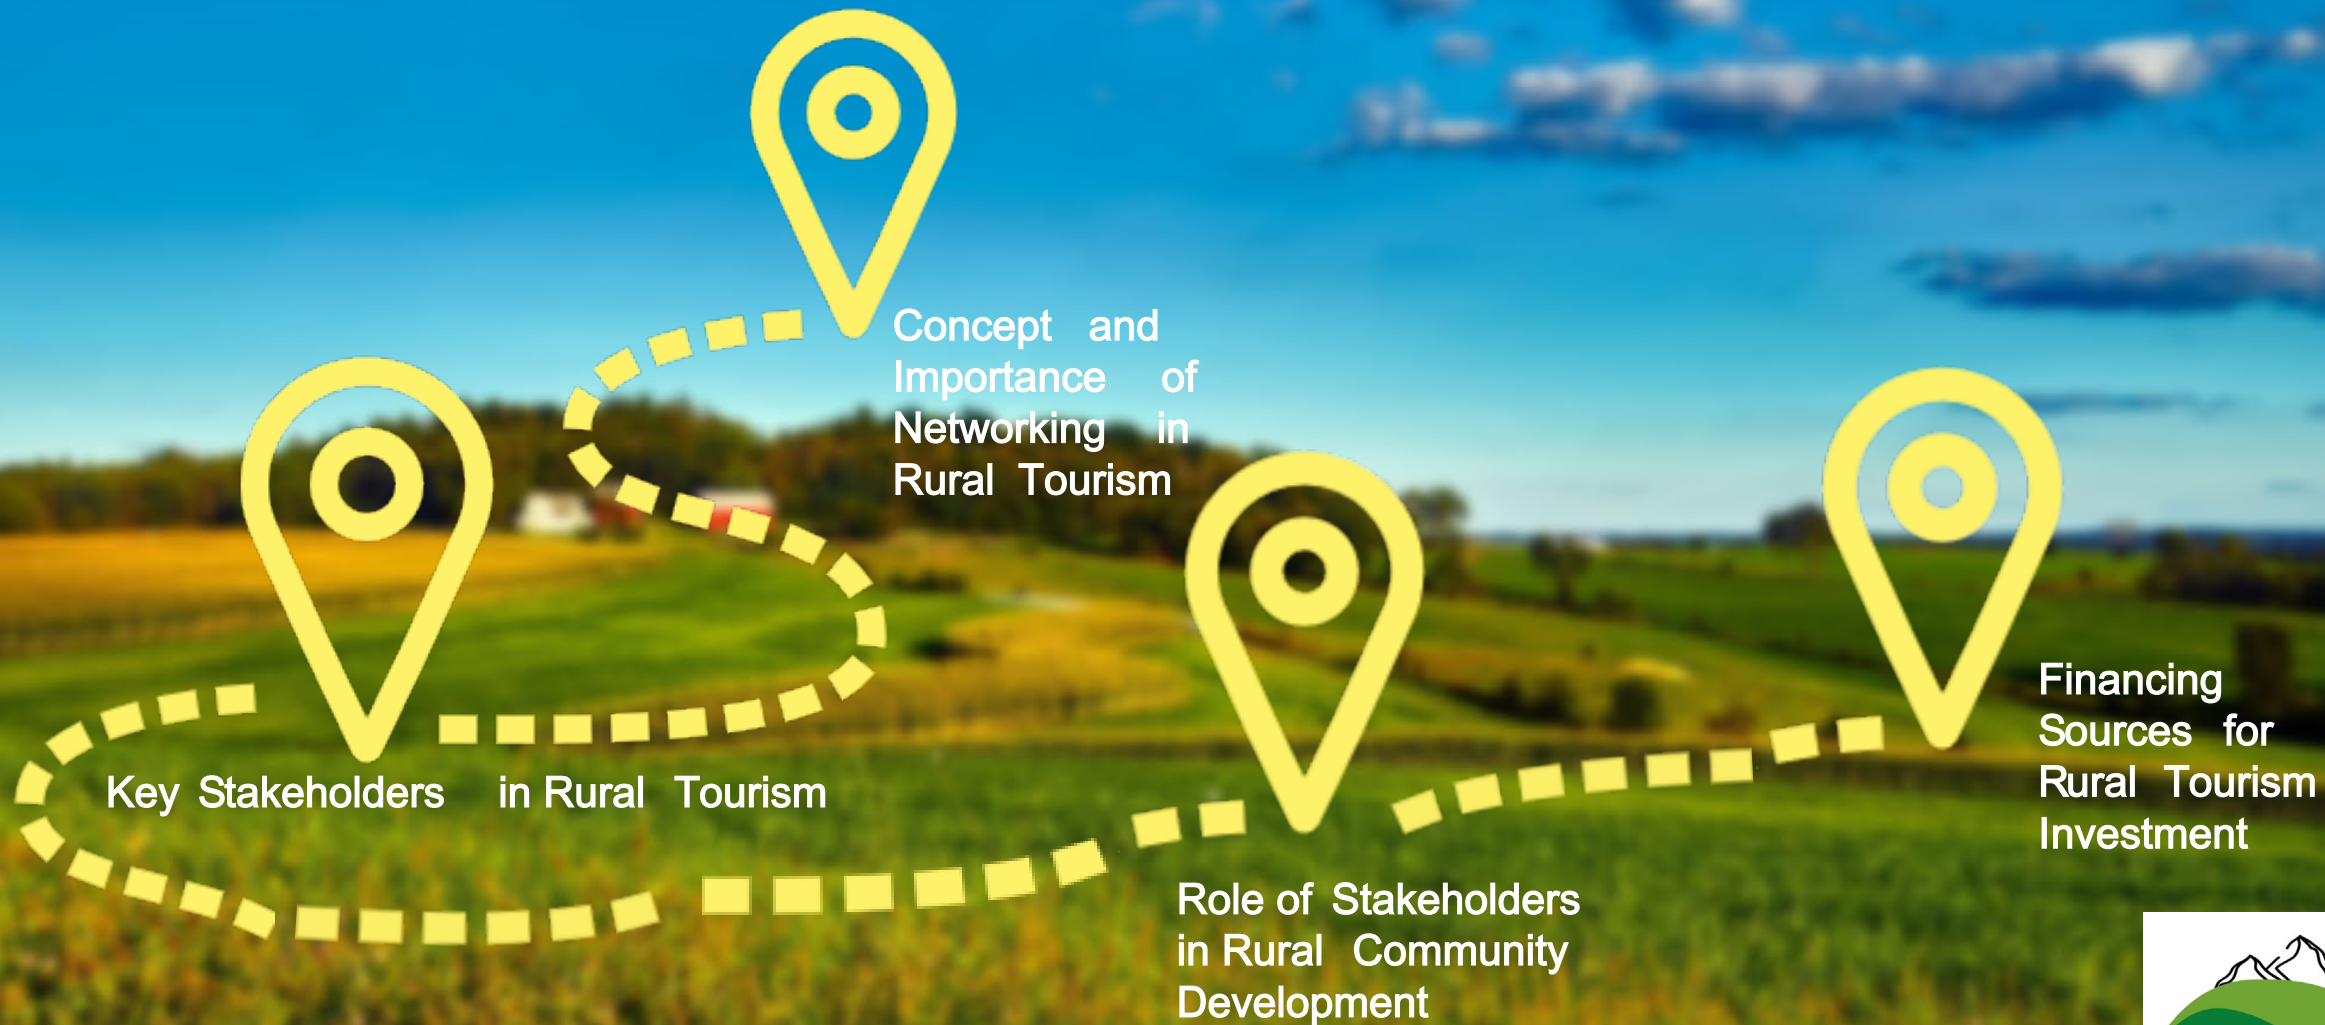 Concept and
Importance of
Networking in
Rural Tourism
Key Stakeholders in Rural Tourism
Role of Stakeholders
in Rural Community
Development
Financing
Sources for
Rural Tourism
Investment